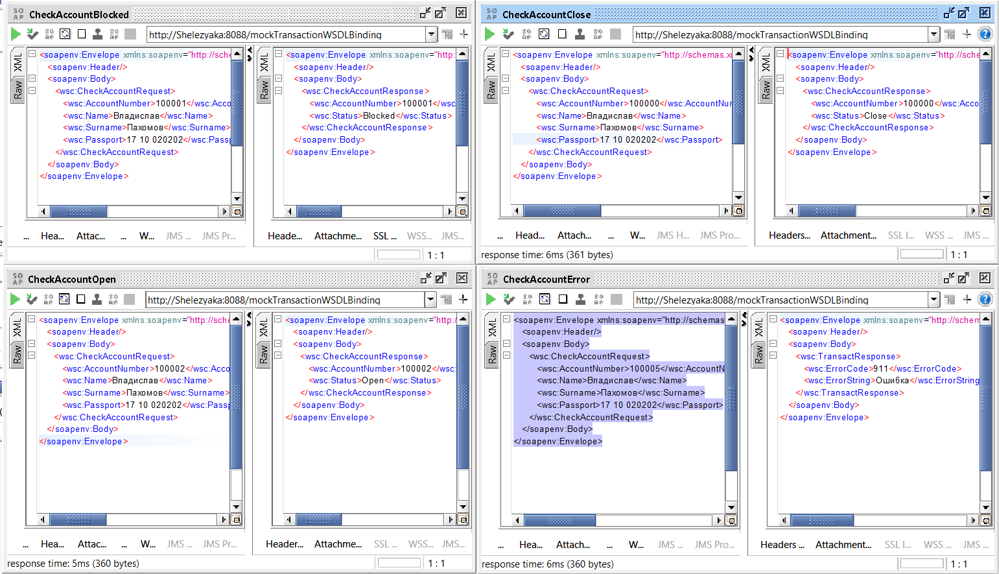 SO
AP
CheckAccountBlocked
http://Shelezyaka:8088/mockTransactionWSDLBinding
XML
Raw
<soapenv:Envelope xmlns:soapenv="http://sche
<soapenv:Header/>
<soapenv:Body>
<wsc:CheckAccountRequest>
<wsc:AccountNumber>100001</wsc:Acco
<wsc:Name>Владислав</wsc:Name>
<wsc:Surname>Пахомов</wsc:Surname>
<wsc:Passport>17 10 020202</wsc:Passp
</wsc:CheckAccountRequest>
</soapenv:Body>
</soapenv:Envelope>
XML
Raw
<soapenv:Envelope xmlns:soapenv="http:
<soapenv:Header/>
<soapenv:Body>
<wsc:CheckAccountResponse>
<wsc:AccountNumber>100001</wsc
<wsc:Status>Blocked</wsc:Status>
</wsc:CheckAccountResponse>
</soapenv:Body>
</soapenv:Envelope>
... Hea... Attac... ... W... JMS ... JMS Pr...
Heade... Attachme... SSL ... WSS... JMS...
1 : 1
SO
AP
CheckAccountClose
http://Shelezyaka:8088/mockTransactionWSDLBinding
XML
Raw
<soapenv:Envelope xmlns:soapenv="http://schemas.xm
<soapenv:Header/>
<soapenv:Body>
<wsc:CheckAccountRequest>
<wsc:AccountNumber>100000</wsc:AccountNur
<wsc:Name>Владислав</wsc:Name>
<wsc:Surname>Пахомов</wsc:Surname>
<wsc:Passport>17 10 020202</wsc:Passport>
</wsc:CheckAccountRequest>
</soapenv:Body>
</soapenv:Envelope>
XML
Raw
<soapenv:Envelope xmlns:soapenv="http://sche
<soapenv:Header/>
<soapenv:Body>
<wsc:CheckAccountResponse>
<wsc:AccountNumber>100000</wsc:Acco
<wsc:Status>Close</wsc:Status>
</wsc:CheckAccountResponse>
</soapenv:Body>
</soapenv:Envelope>
... Head... Attach... ... W... JMS H... JMS Pro...
Headers... Attachment... SSL I... WSS... JMS ...
response time: 6ms (361 bytes)
1 : 1
SO
AP
CheckAccountOpen
http://Shelezyaka:8088/mockTransactionWSDLBinding
XML
Raw
<soapenv:Envelope xmlns:soapenv="http://sche
<soapenv:Header/>
<soapenv:Body>
<wsc:CheckAccountRequest>
<wsc:AccountNumber>100002</wsc:Acco
<wsc:Name>Владислав</wsc:Name>
<wsc:Surname>Пахомов</wsc:Surname>
<wsc:Passport>17 10 020202</wsc:Passp
</wsc:CheckAccountRequest>
</soapenv:Body>
</soapenv:Envelope>
XML
Raw
<soapenv:Envelope xmlns:soapenv="http:/
<soapenv:Header/>
<soapenv:Body>
<wsc:CheckAccountResponse>
<wsc:AccountNumber>100002</wsc:
<wsc:Status>Open</wsc:Status>
</wsc:CheckAccountResponse>
</soapenv:Body>
</soapenv:Envelope>
... Hea... Attac... ... W... JMS ... JMS Pr...
Header... Attachme... SSL ... WSS... JMS ...
response time: 5ms (360 bytes)
1 : 1
SO
AP
CheckAccountError
http://Shelezyaka:8088/mockTransactionWSDLBinding
XML
Raw
<soapenv:Envelope xmlns:soapenv="http://schemas
<soapenv:Header/>
<soapenv:Body>
<wsc:CheckAccountRequest>
<wsc:AccountNumber>100005</wsc:AccountN
<wsc:Name>Владислав</wsc:Name>
<wsc:Surname>Пахомов</wsc:Surname>
<wsc:Passport>17 10 020202</wsc:Passport>
</wsc:CheckAccountRequest>
</soapenv:Body>
</soapenv:Envelope>
XML
Raw
<soapenv:Envelope xmlns:soapenv="http://schem
<soapenv:Header/>
<soapenv:Body>
<wsc:TransactResponse>
<wsc:ErrorCode>911</wsc:ErrorCode>
<wsc:ErrorString>Ошибка</wsc:ErrorString
</wsc:TransactResponse>
</soapenv:Body>
</soapenv:Envelope>
... Hea... Attach... ... W... JMS ... JMS Pro...
Headers ... Attachment... SSL I... WSS ... JMS ...
response time: 6ms (360 bytes)
1 : 1